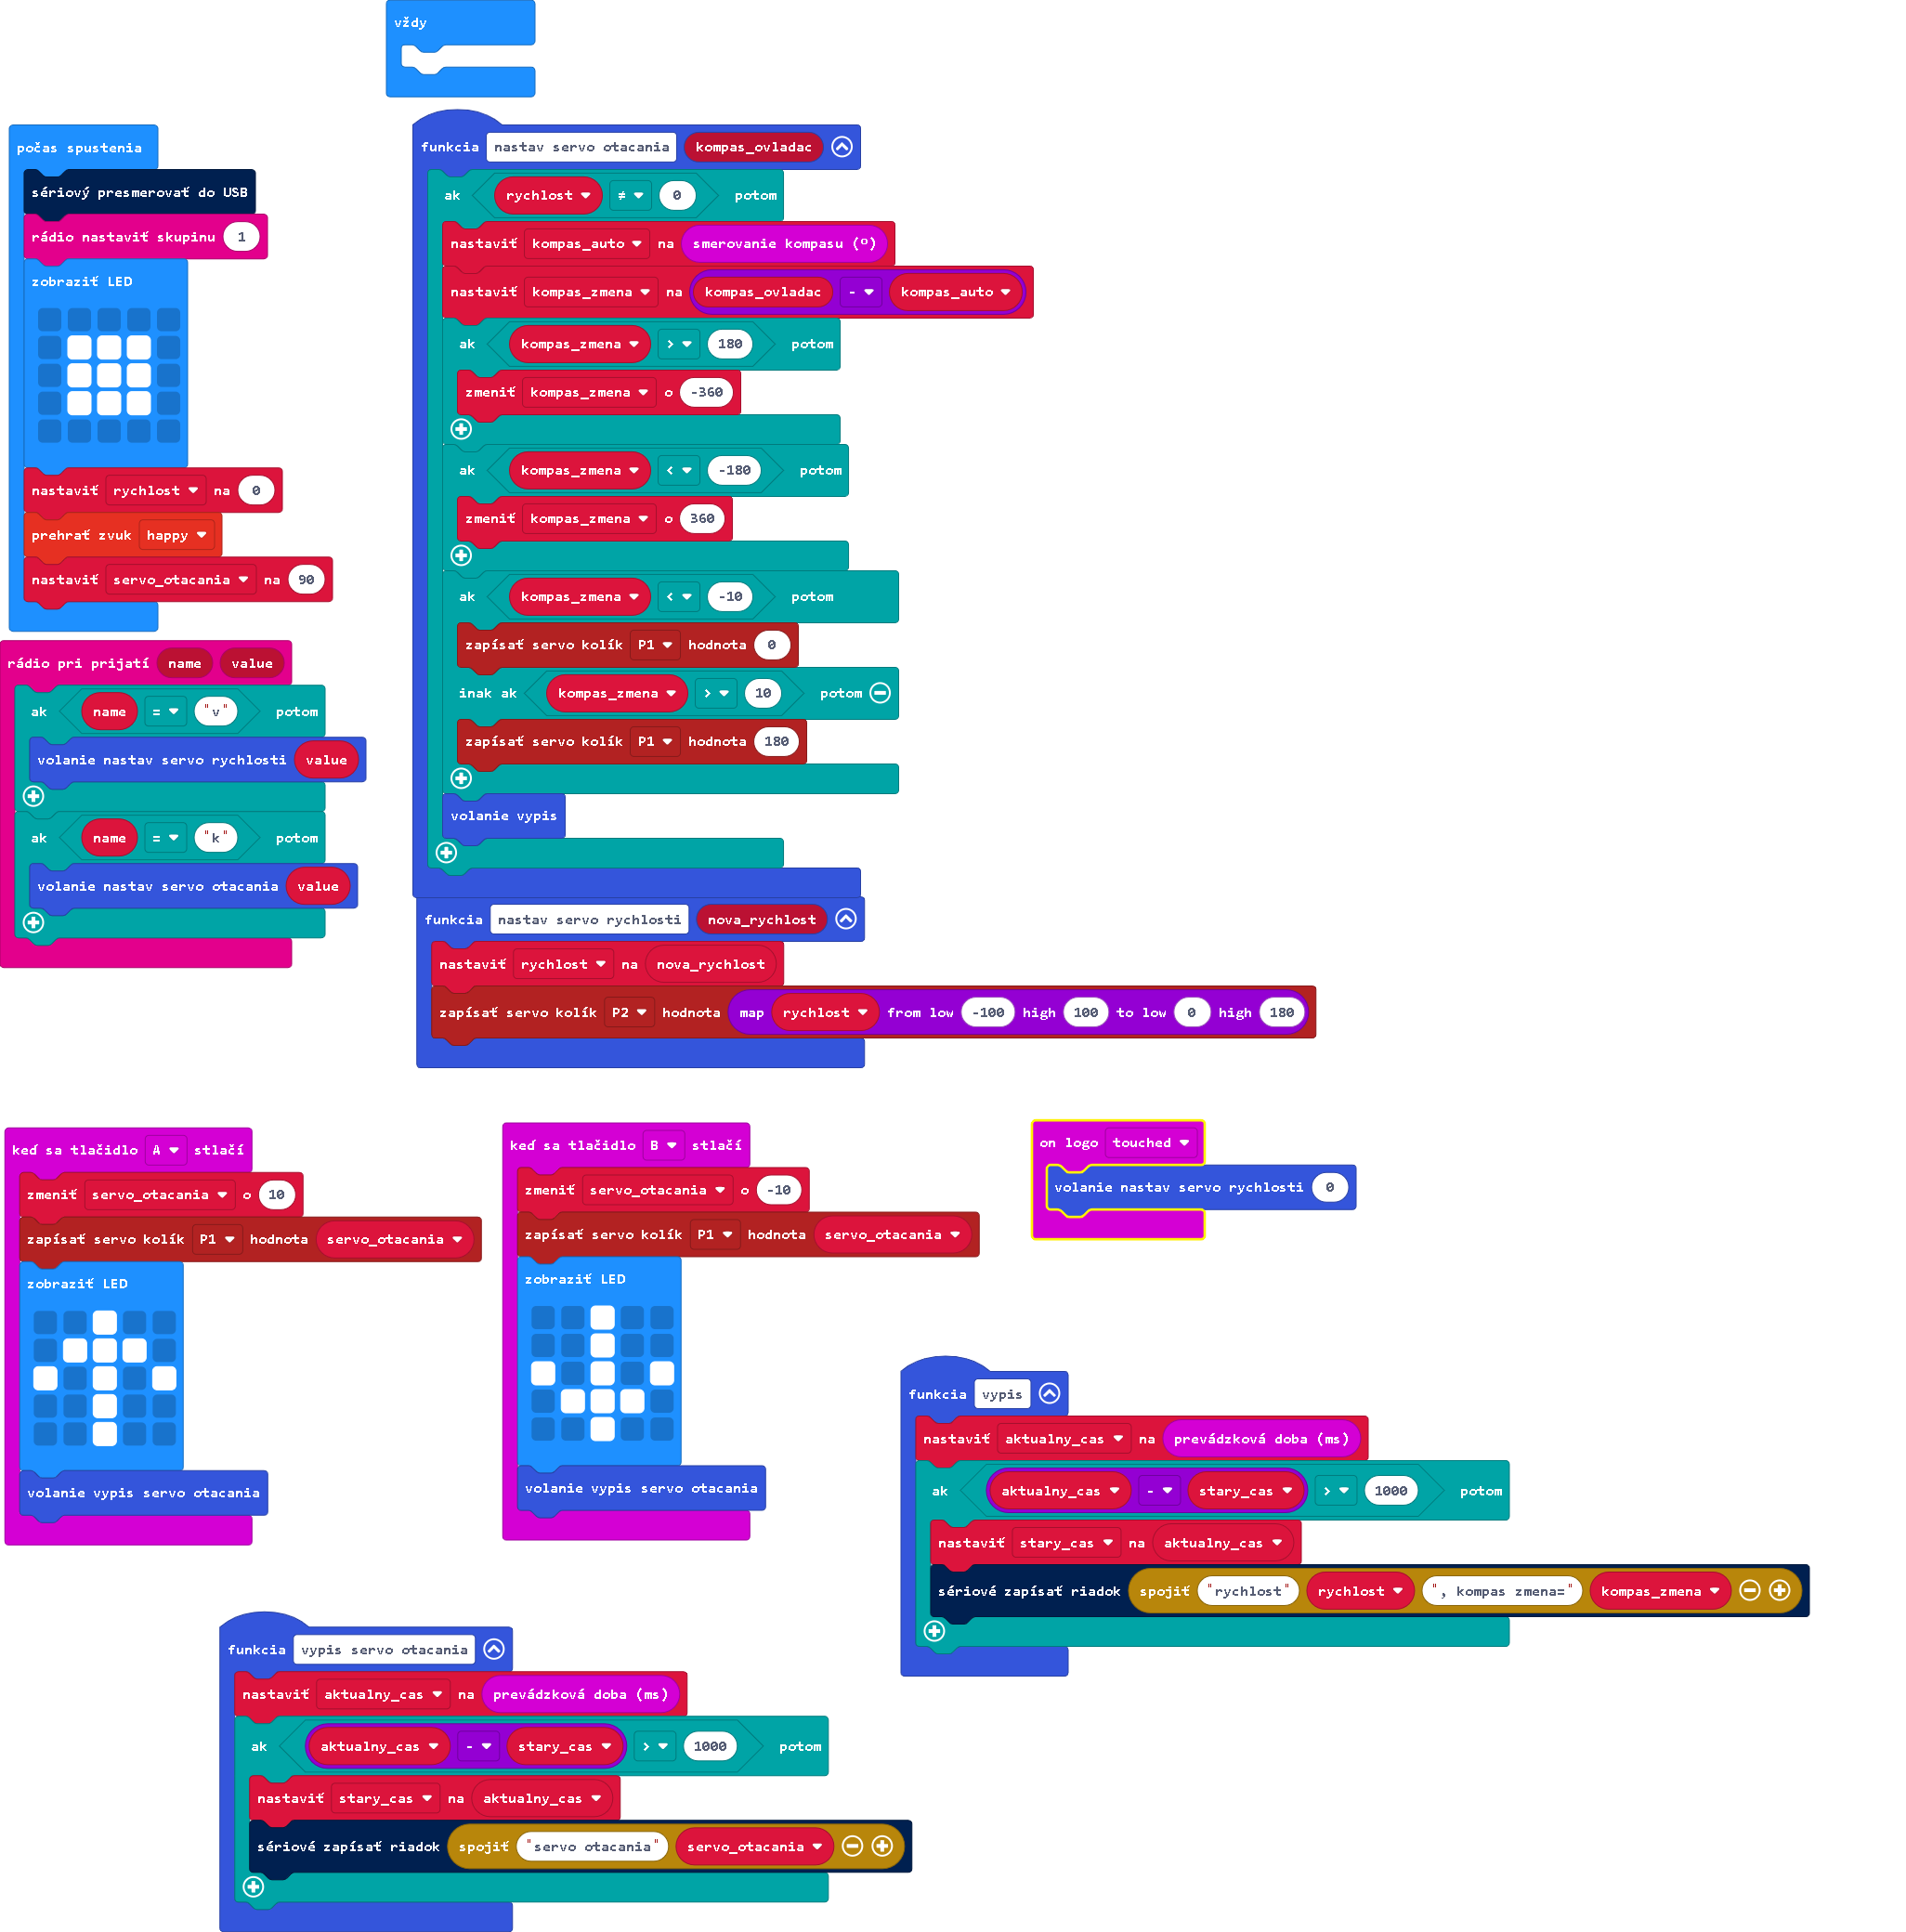 vždy
počas spustenia
sériový presmerovať do USB
rádio nastaviť skupinu 1
zobraziť LED
nastaviť rychlost na 0
prehrať zvuk happy
nastaviť servo_otacania na 90
rádio pri prijatí name value
ak name = "v" potom
volanie nastav servo rychlosti value
ak name = "k" potom
volanie nastav servo otacania value
funkcia nastav servo otacania kompas_ovladac
ak rychlost ≠ 0 potom
nastaviť kompas_auto na smerovanie kompasu (º)
nastaviť kompas_zmena na kompas_ovladac - kompas_auto
ak kompas_zmena > 180 potom
zmeniť kompas_zmena o -360
ak kompas_zmena < -180 potom
zmeniť kompas_zmena o 360
ak kompas_zmena < -10 potom
zapísať servo kolík P1 hodnota 0
inak ak kompas_zmena > 10 potom
zapísať servo kolík P1 hodnota 180
volanie vypis
funkcia nastav servo rychlosti nova_rychlost
nastaviť rychlost na nova_rychlost
zapísať servo kolík P2 hodnota map rychlost from low -100 high 100 to low 0 high 180
keď sa tlačidlo A stlačí
zmeniť servo_otacania o 10
zapísať servo kolík P1 hodnota servo_otacania
zobraziť LED
volanie vypis servo otacania
keď sa tlačidlo B stlačí
zmeniť servo_otacania o -10
zapísať servo kolík P1 hodnota servo_otacania
zobraziť LED
volanie vypis servo otacania
on logo touched
volanie nastav servo rychlosti 0
funkcia vypis
nastaviť aktualny_cas na prevádzková doba (ms)
ak aktualny_cas - stary_cas > 1000 potom
nastaviť stary_cas na aktualny_cas
sériové zapísať riadok spojiť "rychlost" rychlost ", kompas zmena=" kompas_zmena
funkcia vypis servo otacania
nastaviť aktualny_cas na prevádzková doba (ms)
ak aktualny_cas - stary_cas > 1000 potom
nastaviť stary_cas na aktualny_cas
sériové zapísať riadok spojiť "servo otacania" servo_otacania